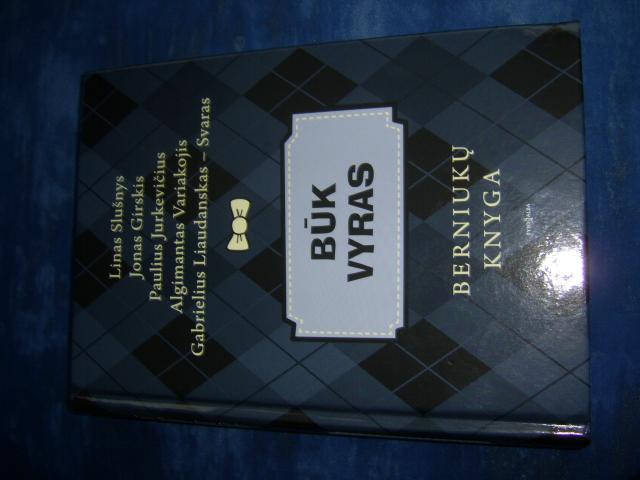 Linas Slušnys
Jonas Girskis
Paulius Jurkevičius
Algimantas Variakojis
Gabrielius Liaudanskas – Svaras
BŪK
VYRAS
BERNIUKŲ
KNYGA